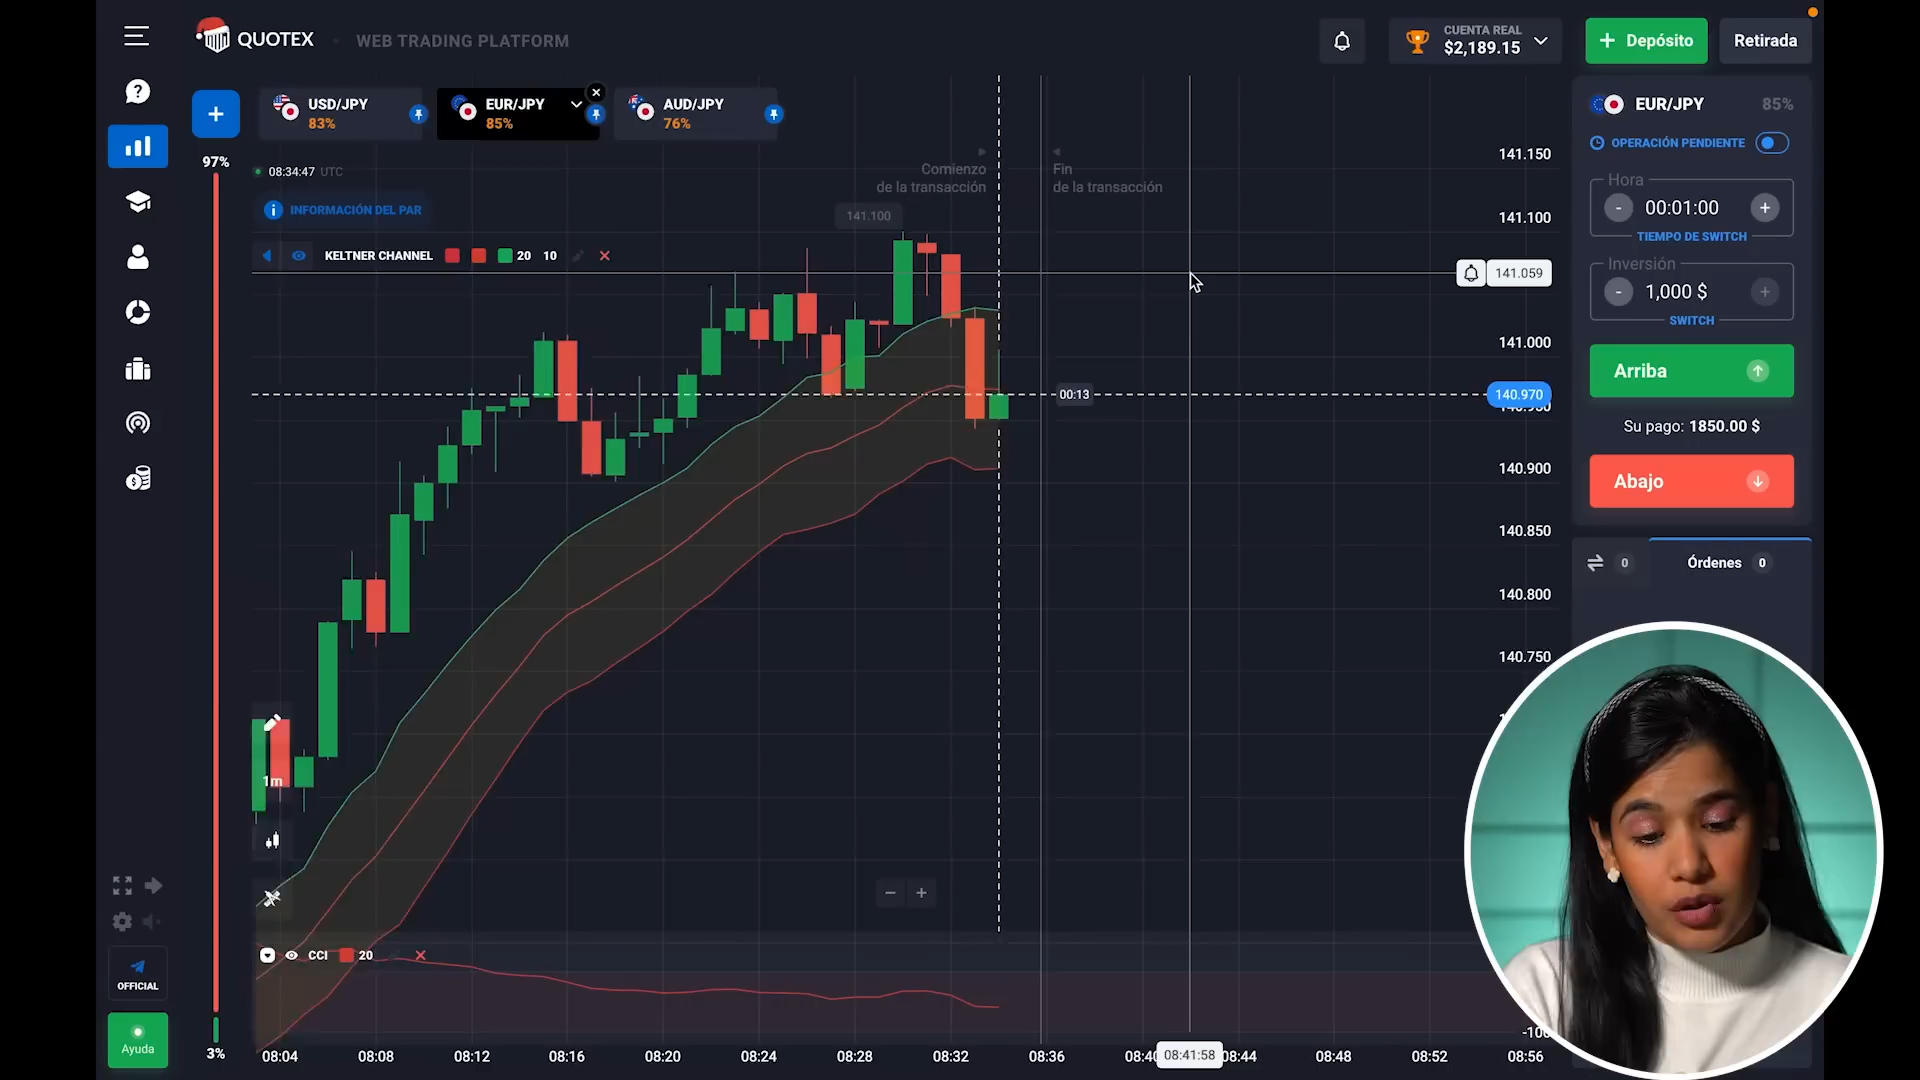 QUOTEX
WEB TRADING PLATFORM
CUENTA REAL
$2,189.15
+ Depósito
Retirada
USD/JPY
83%
EUR/JPY
85%
AUD/JPY
76%
EUR/JPY
85%
97%
08:34:47 UTC
INFORMACIÓN DEL PAR
Comienzo
de la transacción
Fin
de la transacción
141.100
KELTNER CHANNEL 20 10
OPERACIÓN PENDIENTE
Hora
- 00:01:00 +
TIEMPO DE SWITCH
Inversión
- 1,000 $ +
SWITCH
Arriba
Su pago: 1850.00 $
Abajo
0
Órdenes 0
141.150
141.100
141.059
141.000
140.970
140.900
140.850
140.800
140.750
00:13
1m
CCI 20
OFFICIAL
Ayuda
3%
08:04
08:08
08:12
08:16
08:20
08:24
08:28
08:32
08:36
08:41:58
08:44
08:48
08:52
08:56